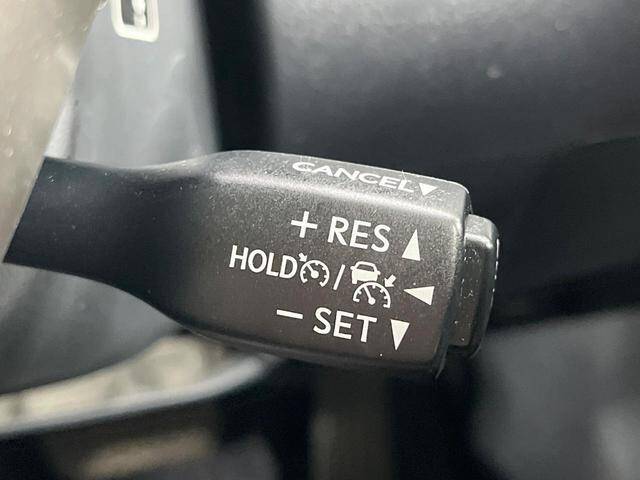 CANCEL▼
+ RES ▲
HOLD / ◀
− SET ▼